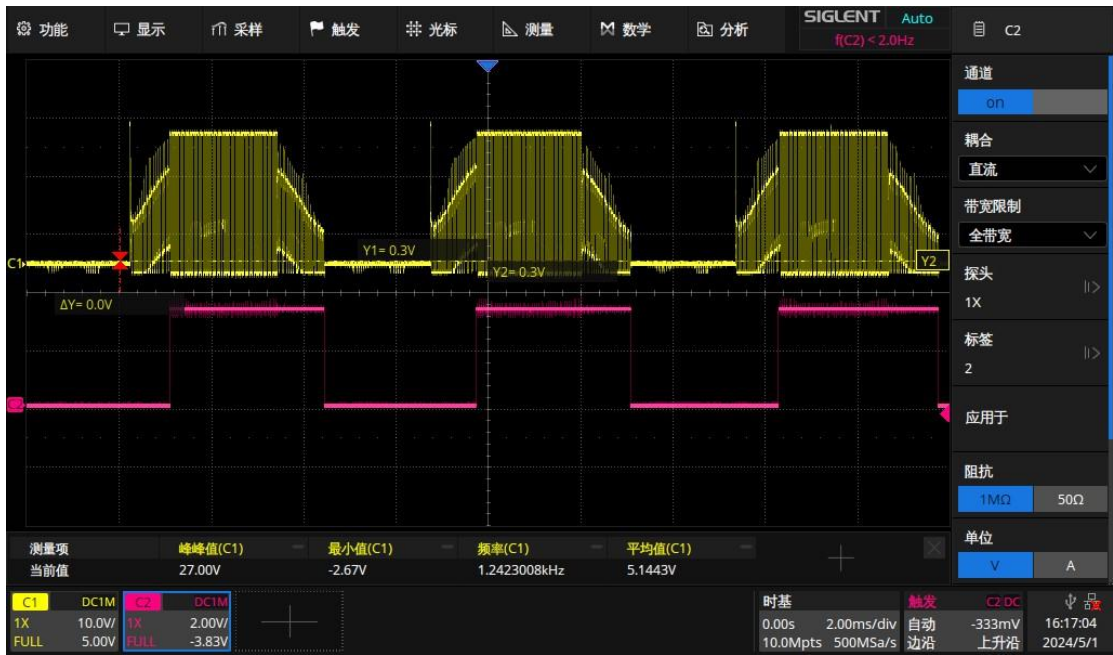 功能 显示 采样 触发 光标 测量 数学 分析 SIGLENT Auto
f(C2) < 2.0Hz
C2
通道
on
耦合
直流
带宽限制
全带宽
探头
1X
标签
2
应用于
阻抗
1MΩ 50Ω
单位
V A
C1
Y1= 0.3V
Y2
Y2= 0.3V
ΔY= 0.0V
C2
测量项 峰峰值(C1) 最小值(C1) 频率(C1) 平均值(C1)
当前值 27.00V -2.67V 1.2423008kHz 5.1443V
C1 DC1M C2 DC1M 时基 触发 C2 DC
1X 10.0V/ 1X 2.00V/ 0.00s 2.00ms/div 自动 -333mV 16:17:04
FULL 5.00V FULL -3.83V 10.0Mpts 500MSa/s 边沿 上升沿 2024/5/1